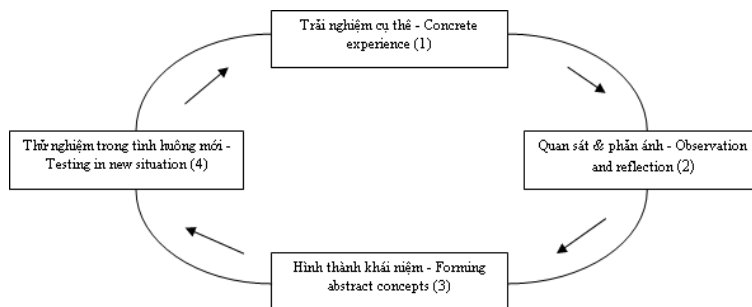 Trải nghiệm cụ thể - Concrete
experience (1)
Quan sát & phản ánh - Observation
and reflection (2)
Hình thành khái niệm - Forming
abstract concepts (3)
Thử nghiệm trong tình huống mới -
Testing in new situation (4)